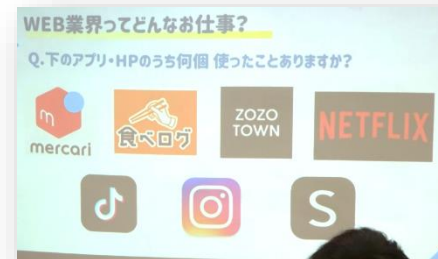 WEB業界ってどんなお仕事?
Q.下のアプリ・HPのうち何個 使ったことありますか?
mercari
食べログ
ZOZO
TOWN
NETFLIX
S